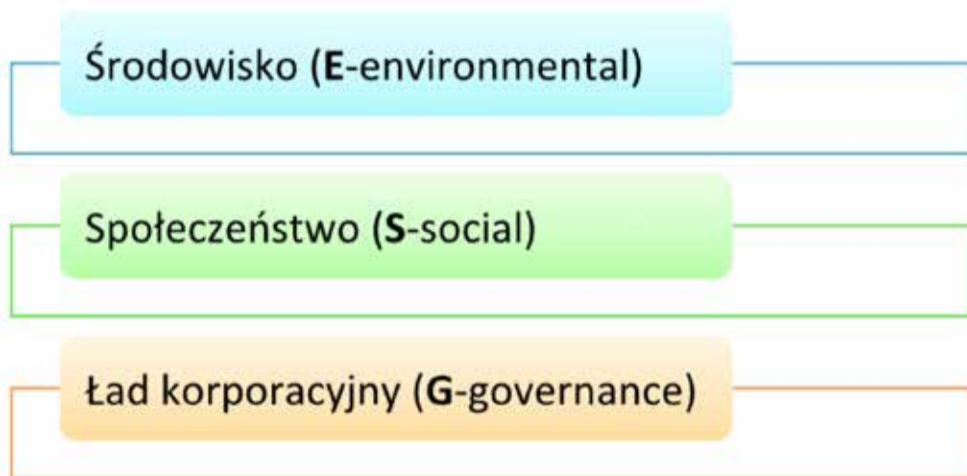 Środowisko (E-environmental)
Społeczeństwo (S-social)
Ład korporacyjny (G-governance)